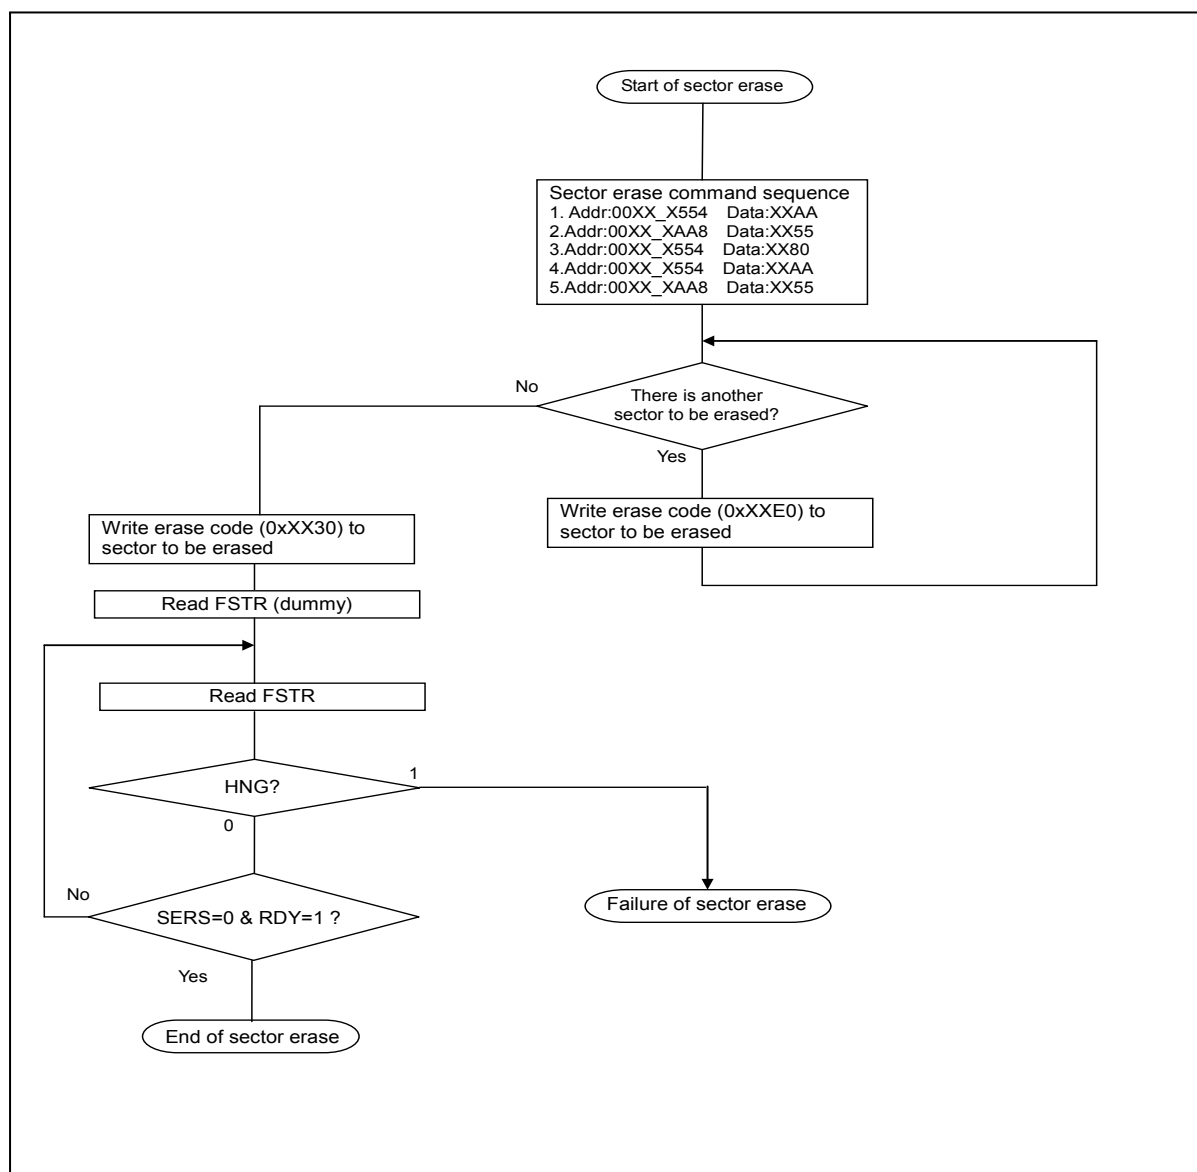 Start of sector erase
Sector erase command sequence
1. Addr:00XX_X554 Data:XXAA
2.Addr:00XX_XAA8 Data:XX55
3.Addr:00XX_X554 Data:XX80
4.Addr:00XX_X554 Data:XXAA
5.Addr:00XX_XAA8 Data:XX55
No
There is another
sector to be erased?
Yes
Write erase code (0xXXE0) to
sector to be erased
Write erase code (0xXX30) to
sector to be erased
Read FSTR (dummy)
Read FSTR
HNG?
1
0
Failure of sector erase
No
SERS=0 & RDY=1 ?
Yes
End of sector erase